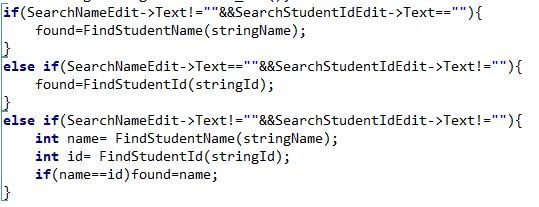 if(SearchNameEdit->Text!=""&&SearchStudentIdEdit->Text==""){
    found=FindStudentName(stringName);
}
else if(SearchNameEdit->Text==""&&SearchStudentIdEdit->Text!=""){
    found=FindStudentId(stringId);
}
else if(SearchNameEdit->Text!=""&&SearchStudentIdEdit->Text!=""){
    int name= FindStudentName(stringName);
    int id= FindStudentId(stringId);
    if(name==id)found=name;
}